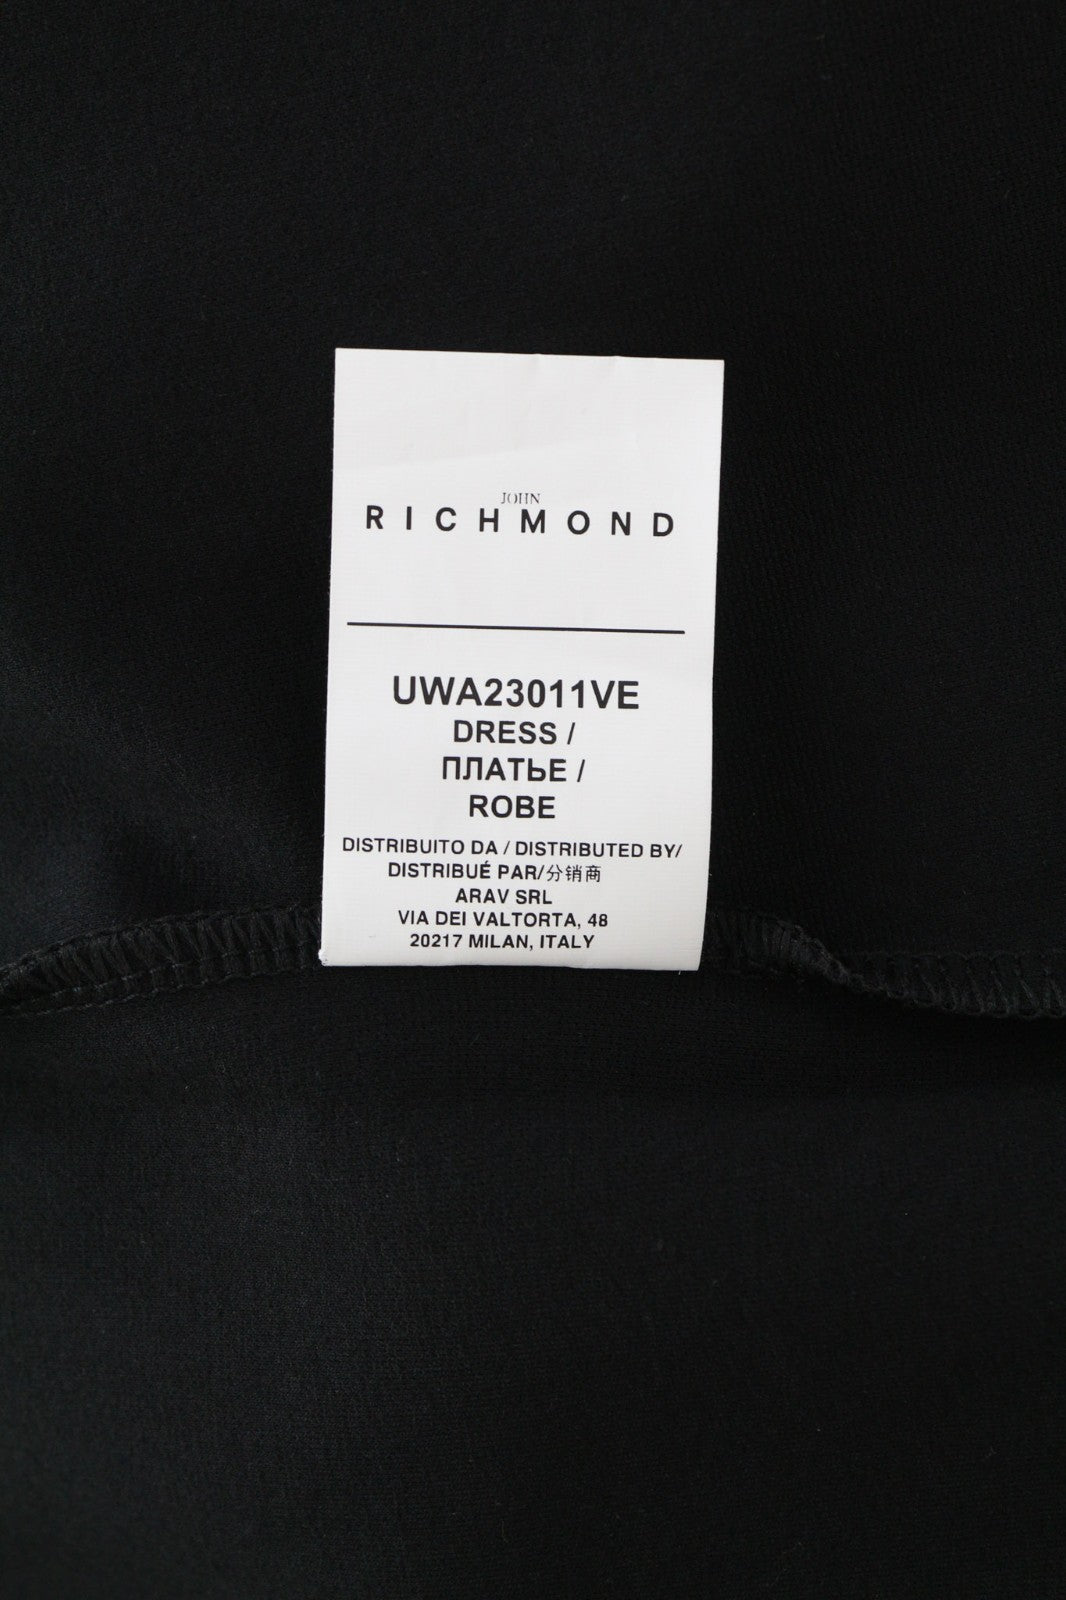 JOHN
RICHMOND
UWA23011VE
DRESS /
ПЛАТЬЕ /
ROBE
DISTRIBUITO DA / DISTRIBUTED BY/
DISTRIBUÉ PAR/分销商
ARAV SRL
VIA DEI VALTORTA, 48
20217 MILAN, ITALY